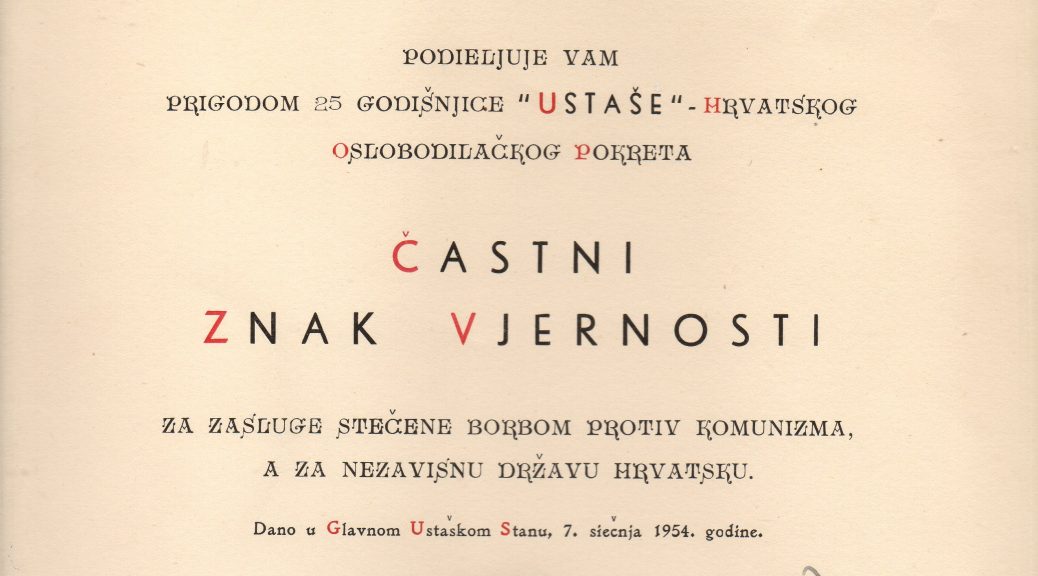 PODIELJUJE VAM
PRIGODOM 25 GODIŠNJICE "USTAŠE"-HRVATSKOG
OSLOBODILAČKOG POKRETA
ČASTNI
ZNAK VJERNOSTI
ZA ZASLUGE STEČENE BORBOM PROTIV KOMUNIZMA,
A ZA NEZAVISNU DRŽAVU HRVATSKU.
Dano u Glavnom Ustaškom Stanu, 7. siečnja 1954. godine.